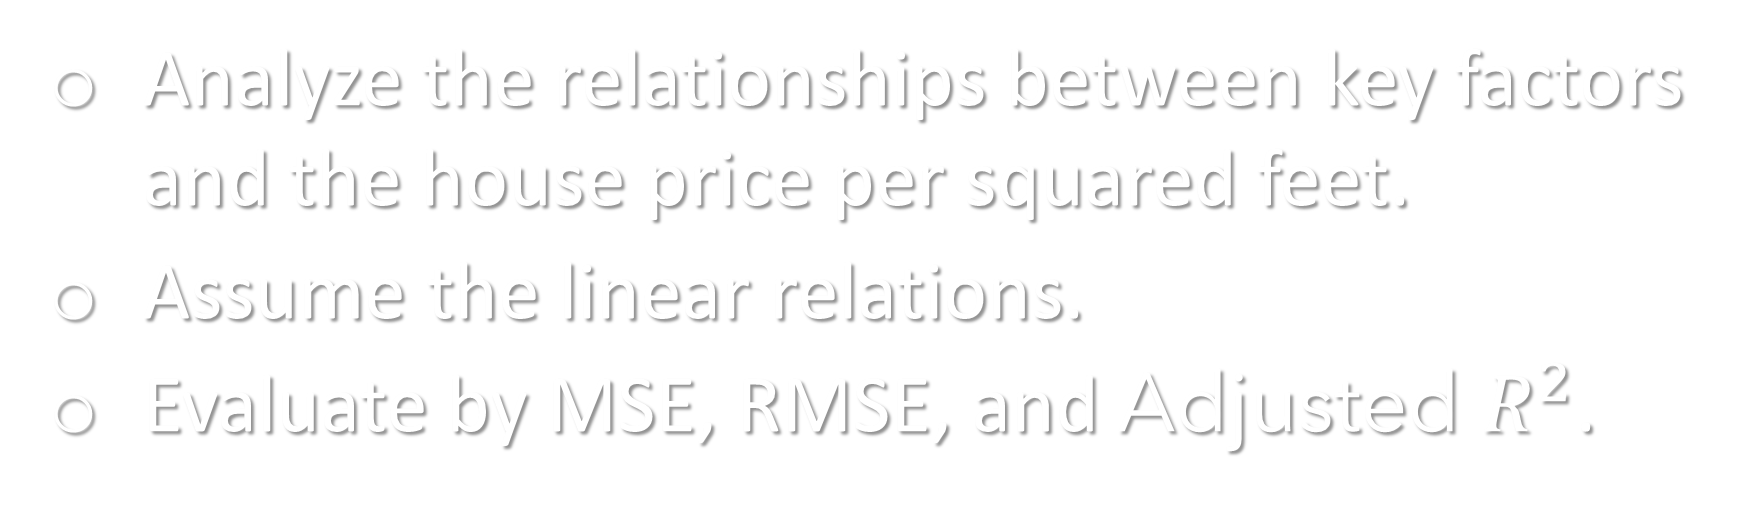 o Analyze the relationships between key factors
and the house price per squared feet.
o Assume the linear relations.
o Evaluate by MSE, RMSE, and Adjusted R².